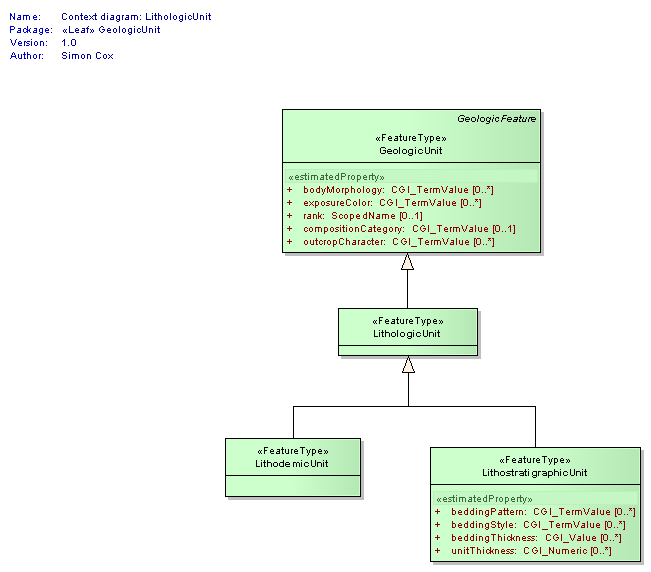 Name: Context diagram: LithologicUnit
Package: «Leaf» GeologicUnit
Version: 1.0
Author: Simon Cox
GeologicFeature
«FeatureType»
GeologicUnit
«estimatedProperty»
+ bodyMorphology: CGI_TermValue [0..*]
+ exposureColor: CGI_TermValue [0..*]
+ rank: ScopedName [0..1]
+ compositionCategory: CGI_TermValue [0..1]
+ outcropCharacter: CGI_TermValue [0..*]
«FeatureType»
LithologicUnit
«FeatureType»
LithodemicUnit
«FeatureType»
LithostratigraphicUnit
«estimatedProperty»
+ beddingPattern: CGI_TermValue [0..*]
+ beddingStyle: CGI_TermValue [0..*]
+ beddingThickness: CGI_Value [0..*]
+ unitThickness: CGI_Numeric [0..*]